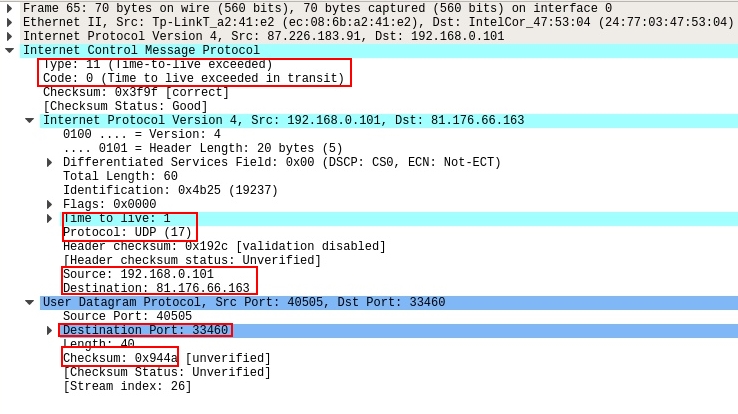 Frame 65: 70 bytes on wire (560 bits), 70 bytes captured (560 bits) on interface 0
Ethernet II, Src: Tp-LinkT_a2:41:e2 (ec:08:6b:a2:41:e2), Dst: IntelCor_47:53:04 (24:77:03:47:53:04)
Internet Protocol Version 4, Src: 87.226.183.91, Dst: 192.168.0.101
Internet Control Message Protocol
Type: 11 (Time-to-live exceeded)
Code: 0 (Time to live exceeded in transit)
Checksum: 0x3f9f [correct]
[Checksum Status: Good]
Internet Protocol Version 4, Src: 192.168.0.101, Dst: 81.176.66.163
0100 .... = Version: 4
.... 0101 = Header Length: 20 bytes (5)
Differentiated Services Field: 0x00 (DSCP: CS0, ECN: Not-ECT)
Total Length: 60
Identification: 0x4b25 (19237)
Flags: 0x0000
Time to live: 1
Protocol: UDP (17)
Header checksum: 0x192c [validation disabled]
[Header checksum status: Unverified]
Source: 192.168.0.101
Destination: 81.176.66.163
User Datagram Protocol, Src Port: 40505, Dst Port: 33460
Source Port: 40505
Destination Port: 33460
Length: 40
Checksum: 0x944a [unverified]
[Checksum Status: Unverified]
[Stream index: 26]